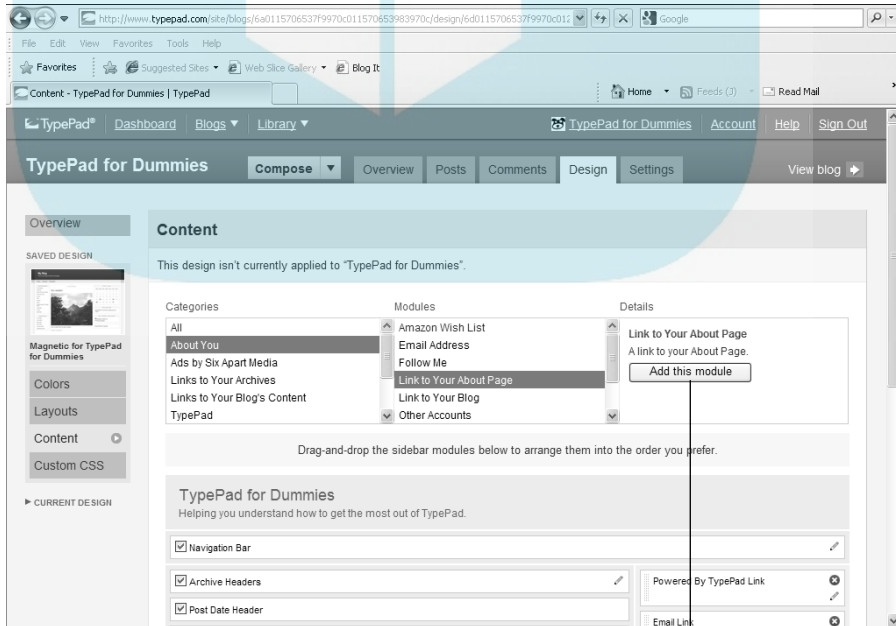 http://www.typepad.com/site/blogs/6a0115706537f9970c011570653983970c/design/6d0115706537f9970c012
Google
File Edit View Favorites Tools Help
Favorites Suggested Sites Web Slice Gallery Blog It
Content - TypePad for Dummies | TypePad
Home Feeds (J) Read Mail
TypePad® Dashboard Blogs Library TypePad for Dummies Account Help Sign Out
TypePad for Dummies Compose Overview Posts Comments Design Settings View blog
Overview
SAVED DESIGN
Magnetic for TypePad
for Dummies
Colors
Layouts
Content
Custom CSS
CURRENT DESIGN
Content
This design isn't currently applied to "TypePad for Dummies".
Categories
All
About You
Ads by Six Apart Media
Links to Your Archives
Links to Your Blog's Content
TypePad
Modules
Amazon Wish List
Email Address
Follow Me
Link to Your About Page
Link to Your Blog
Other Accounts
Details
Link to Your About Page
A link to your About Page.
Add this module
Drag-and-drop the sidebar modules below to arrange them into the order you prefer.
TypePad for Dummies
Helping you understand how to get the most out of TypePad.
Navigation Bar
Archive Headers
Post Date Header
Powered By TypePad Link
Email Link